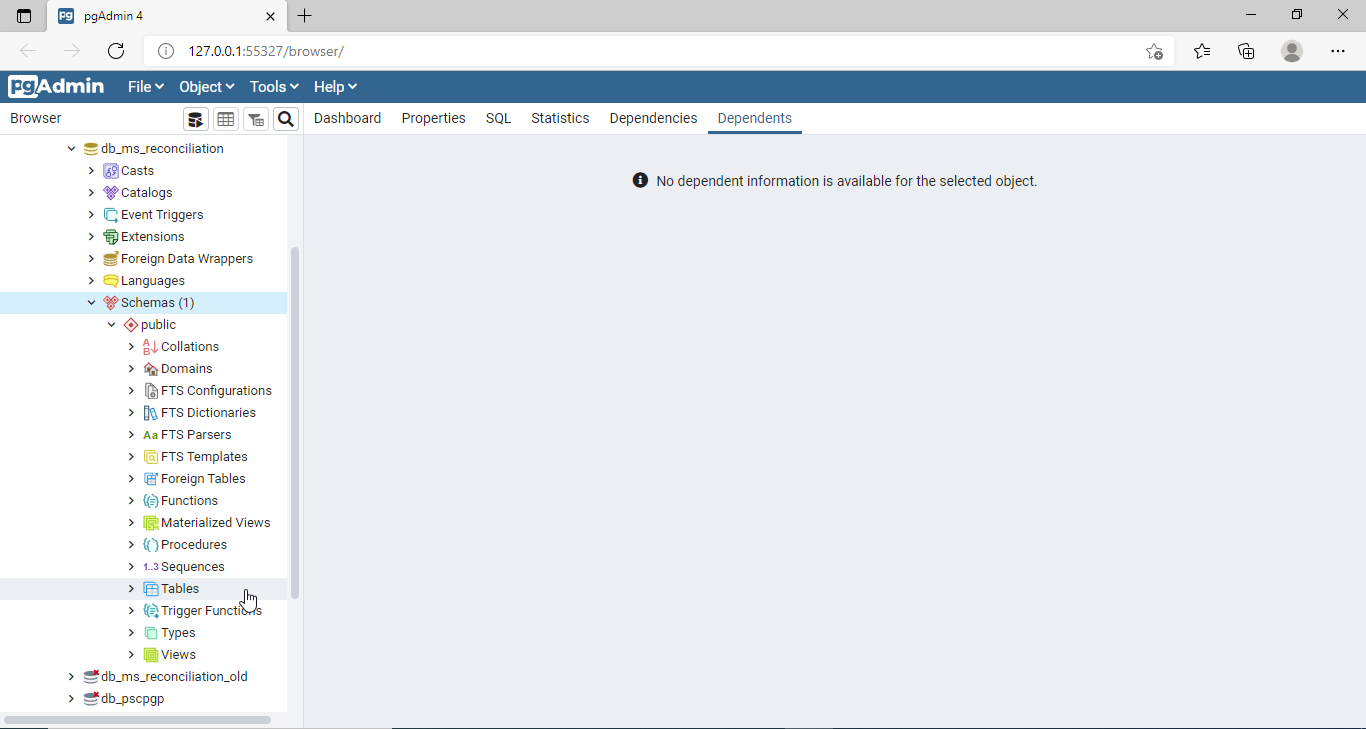 pgAdmin 4
127.0.0.1:55327/browser/
pgAdmin File Object Tools Help
Browser
Dashboard Properties SQL Statistics Dependencies Dependents
db_ms_reconciliation
Casts
Catalogs
Event Triggers
Extensions
Foreign Data Wrappers
Languages
Schemas (1)
public
Collations
Domains
FTS Configurations
FTS Dictionaries
Aa FTS Parsers
FTS Templates
Foreign Tables
Functions
Materialized Views
Procedures
1..3 Sequences
Tables
Trigger Functions
Types
Views
db_ms_reconciliation_old
db_pscpgp
No dependent information is available for the selected object.